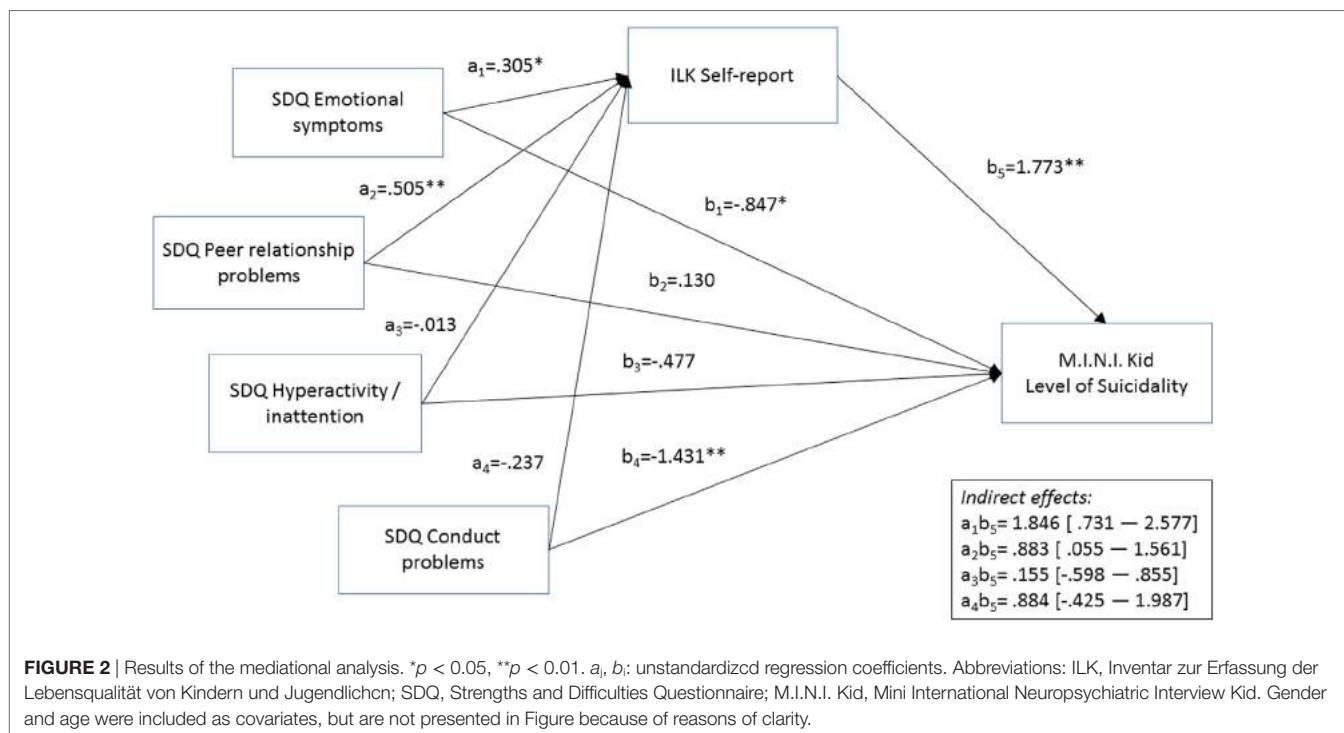 a₁=.305*
ILK Self-report
SDQ Emotional
symptoms
a₂=.505**
b₅=1.773**
b₁=-.847*
SDQ Peer relationship
problems
b₂=.130
a₃=-.013
M.I.N.I. Kid
Level of Suicidality
b₃=-.477
SDQ Hyperactivity /
inattention
a₄=-.237
b₄=-1.431**
SDQ Conduct
problems
Indirect effects:
a₁b₅= 1.846 [ .731 — 2.577]
a₂b₅= .883 [ .055 — 1.561]
a₃b₅= .155 [-.598 — .855]
a₄b₅= .884 [-.425 — 1.987]
FIGURE 2 | Results of the mediational analysis. *p < 0.05, **p < 0.01. aᵢ, bᵢ: unstandardizcd regression coefficients. Abbreviations: ILK, Inventar zur Erfassung der
Lebensqualität von Kindern und Jugendlichcn; SDQ, Strengths and Difficulties Questionnaire; M.I.N.I. Kid, Mini International Neuropsychiatric Interview Kid. Gender
and age were included as covariates, but are not presented in Figure because of reasons of clarity.